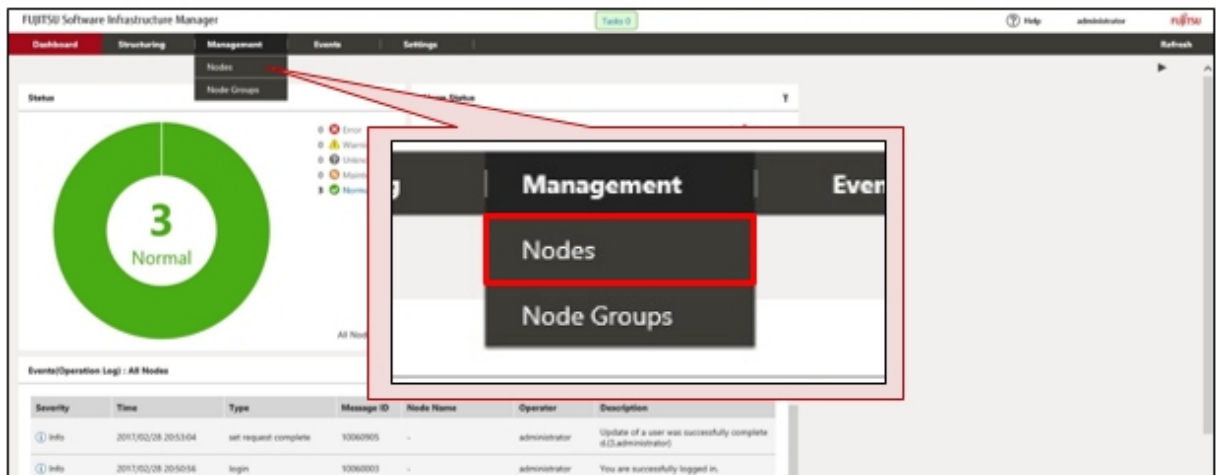 FUJITSU Software Infrastructure Manager
Tasks 0
Help administrator FUJITSU
Dashboard Structuring Management Events Settings Refresh
Nodes
Node Groups
Status
Status
0 Error
0
0
0
3
3
Normal
Management Even
Nodes
Node Groups
Events(Operation Log) : All Nodes
Severity Time Type Message ID Node Name Operator Description
Info 2017/02/28 20:53:04 set request complete 10060905 - administrator Update of a user was successfully complete
d.(3.administrator)
Info 2017/02/28 20:50:56 login 10060003 - administrator You are successfully logged in.